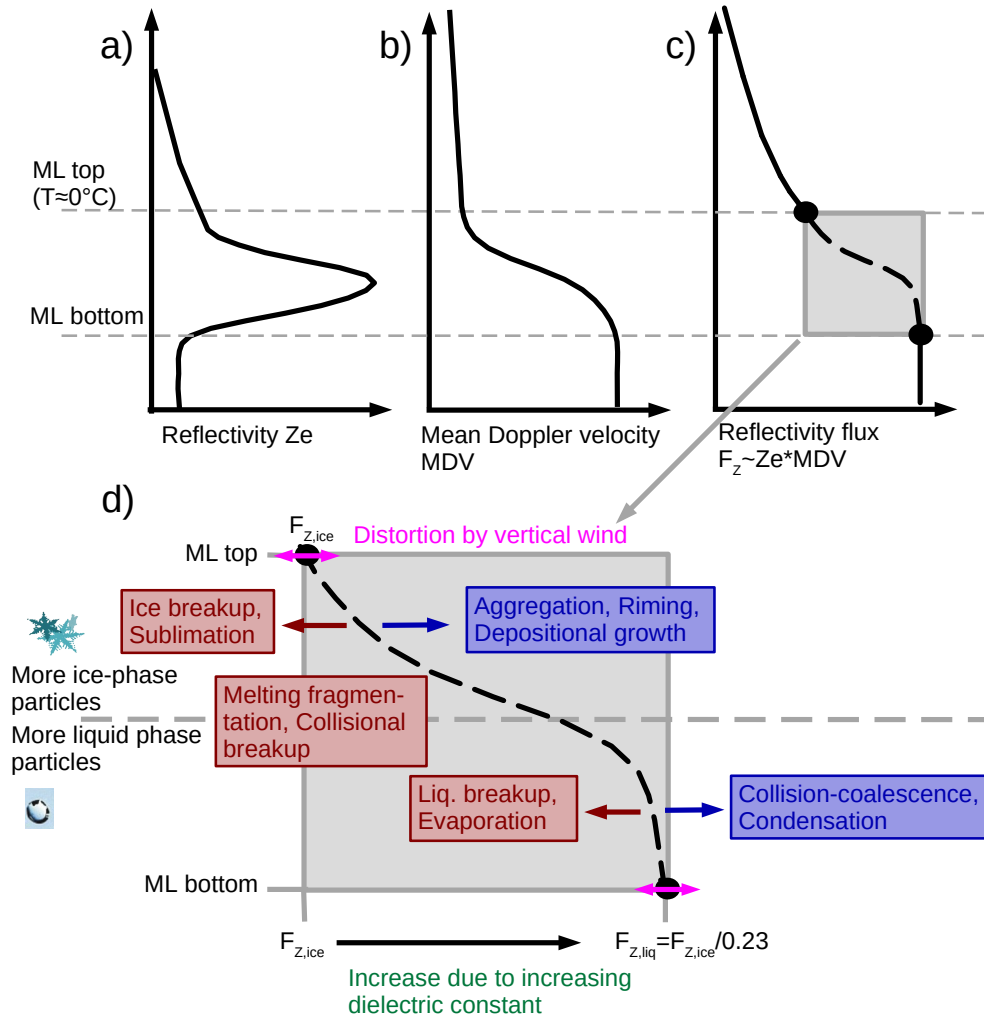 a)
b)
c)
ML top
(T≈0°C)
ML bottom
Reflectivity Ze
Mean Doppler velocity
MDV
Reflectivity flux
F_Z~Ze*MDV
d)
F_Z,ice
Distortion by vertical wind
ML top
Ice breakup,
Sublimation
Aggregation, Riming,
Depositional growth
More ice-phase
particles
Melting fragmen-
tation, Collisional
breakup
More liquid phase
particles
Liq. breakup,
Evaporation
Collision-coalescence,
Condensation
ML bottom
F_Z,ice
F_Z,liq=F_Z,ice/0.23
Increase due to increasing
dielectric constant